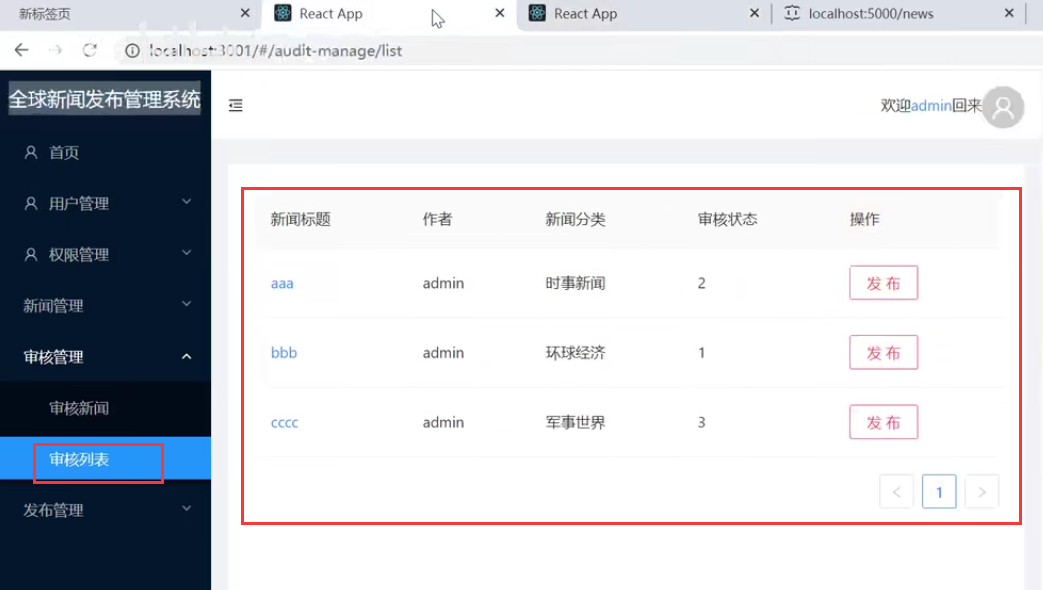 新标签页
React App
React App
localhost:5000/news
localhost:3001/#/audit-manage/list
全球新闻发布管理系统
欢迎admin回来
首页
用户管理
权限管理
新闻管理
审核管理
审核新闻
审核列表
发布管理
新闻标题 作者 新闻分类 审核状态 操作
aaa admin 时事新闻 2 发 布
bbb admin 环球经济 1 发 布
cccc admin 军事世界 3 发 布
< 1 >